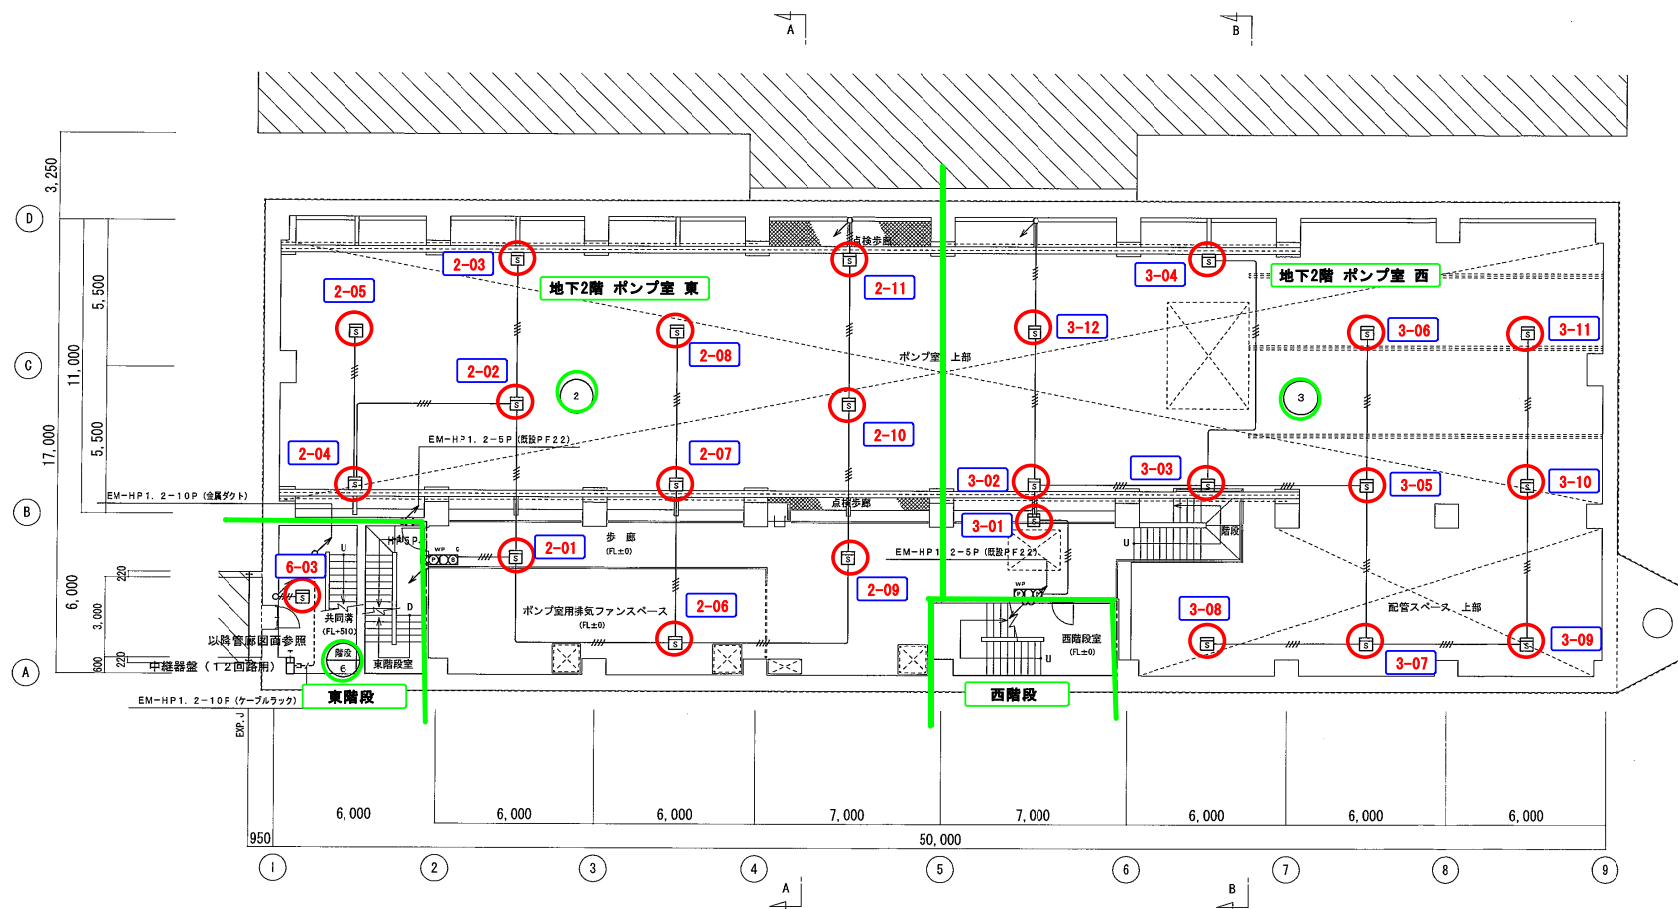 A
B
3,250
D
5,500
11,000
C
17,000
5,500
B
220
6,000
3,000
220
600
A
点検歩廊
2-03
2-11
3-04
地下2階 ポンプ室 東
地下2階 ポンプ室 西
2-05
S
3-12
3-06
3-11
2-08
ポンプ室 上部
2-02
2
3
2-10
EM-HP1. 2-5P (既設PF22)
2-04
2-07
3-02
3-03
3-05
3-10
EM-HP1. 2-10P (金属ダクト)
点検歩廊
3-01
階段
U
歩 廊
(FL±0)
WP
2-01
EM-HP1 2-5P (既設PF22)
6-03
2-09
WP
2-06
ポンプ室用排気ファンスペース
(FL±0)
3-08
配管スペース 上部
共同溝
(FL+510)
D
以降管廊図面参照
階段
6
東階段室
中継器盤 (12回路用)
西階段室
(FL±0)
U
3-07
3-09
EM-HP1. 2-10P (ケーブルラック)
東階段
西階段
EXP.J
6,000
6,000
6,000
7,000
7,000
6,000
6,000
6,000
950
50,000
1
2
3
4
5
6
7
8
9
A
B